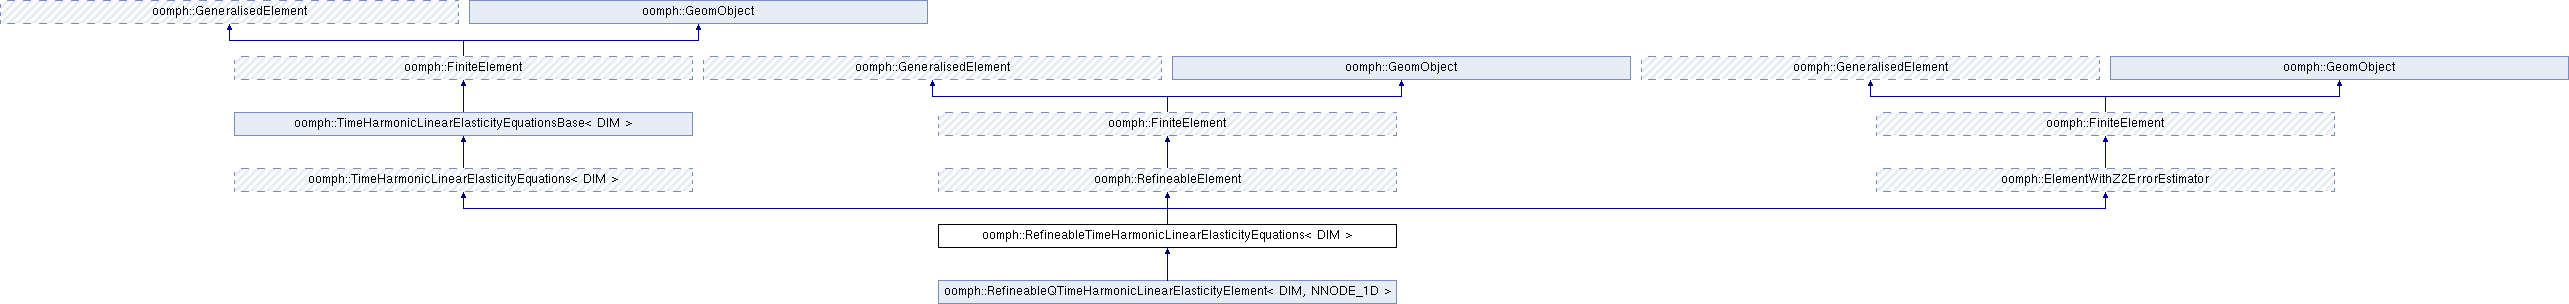 oomph::GeneralisedElement
oomph::GeomObject
oomph::FiniteElement
oomph::GeneralisedElement
oomph::GeomObject
oomph::GeneralisedElement
oomph::GeomObject
oomph::TimeHarmonicLinearElasticityEquationsBase< DIM >
oomph::FiniteElement
oomph::FiniteElement
oomph::TimeHarmonicLinearElasticityEquations< DIM >
oomph::RefineableElement
oomph::ElementWithZ2ErrorEstimator
oomph::RefineableTimeHarmonicLinearElasticityEquations< DIM >
oomph::RefineableQTimeHarmonicLinearElasticityElement< DIM, NNODE_1D >